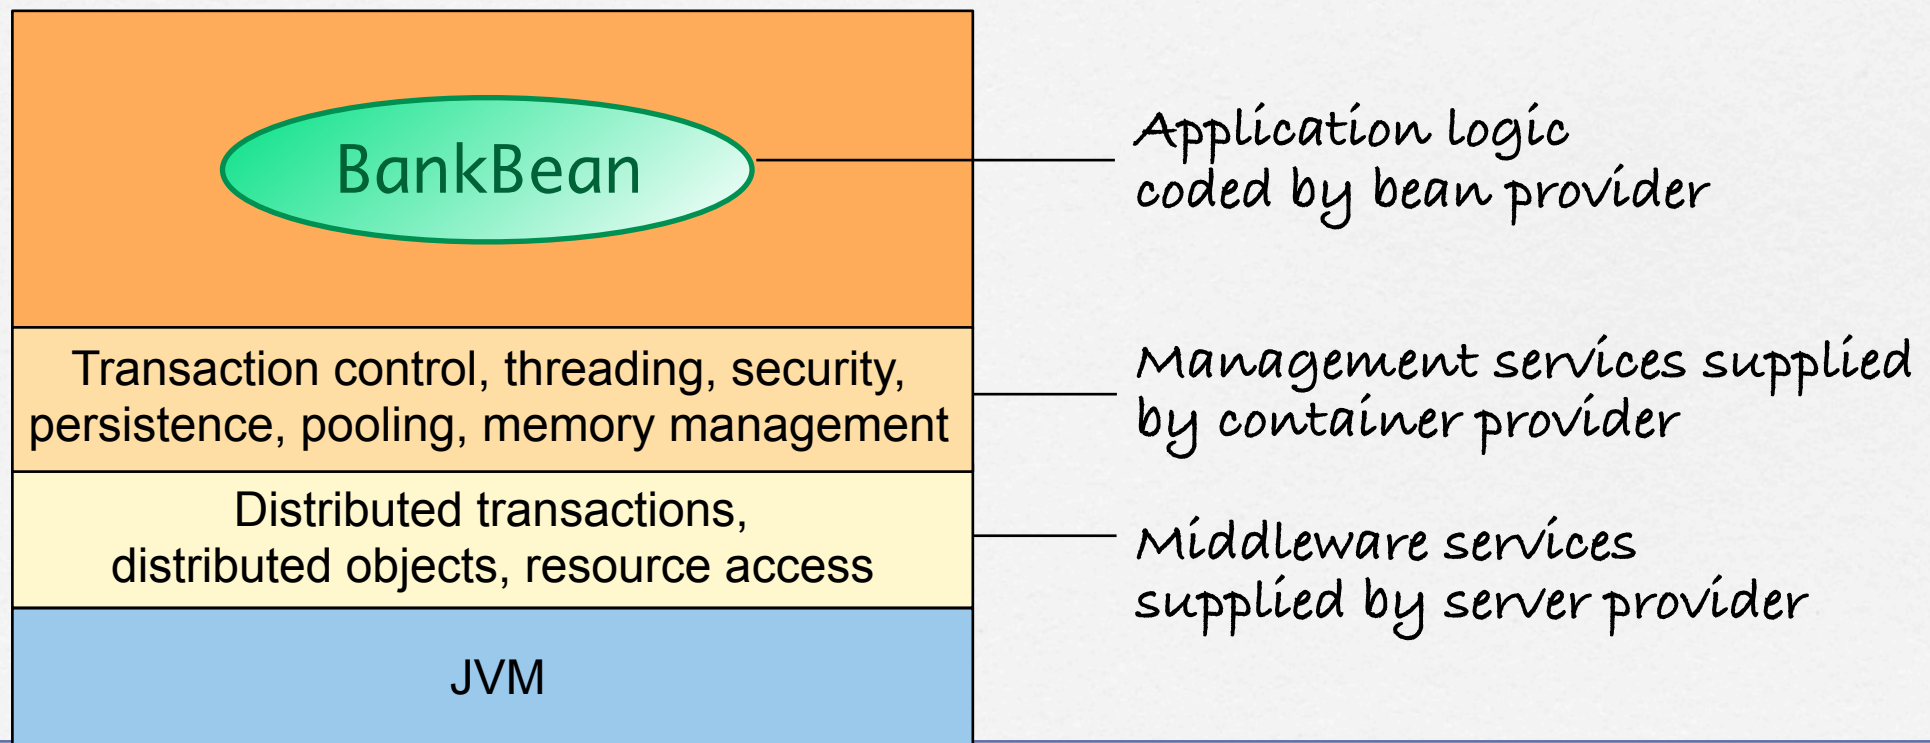 BankBean
Application logic
coded by bean provider
Transaction control, threading, security,
persistence, pooling, memory management
Management services supplied
by container provider
Distributed transactions,
distributed objects, resource access
Middleware services
supplied by server provider
JVM